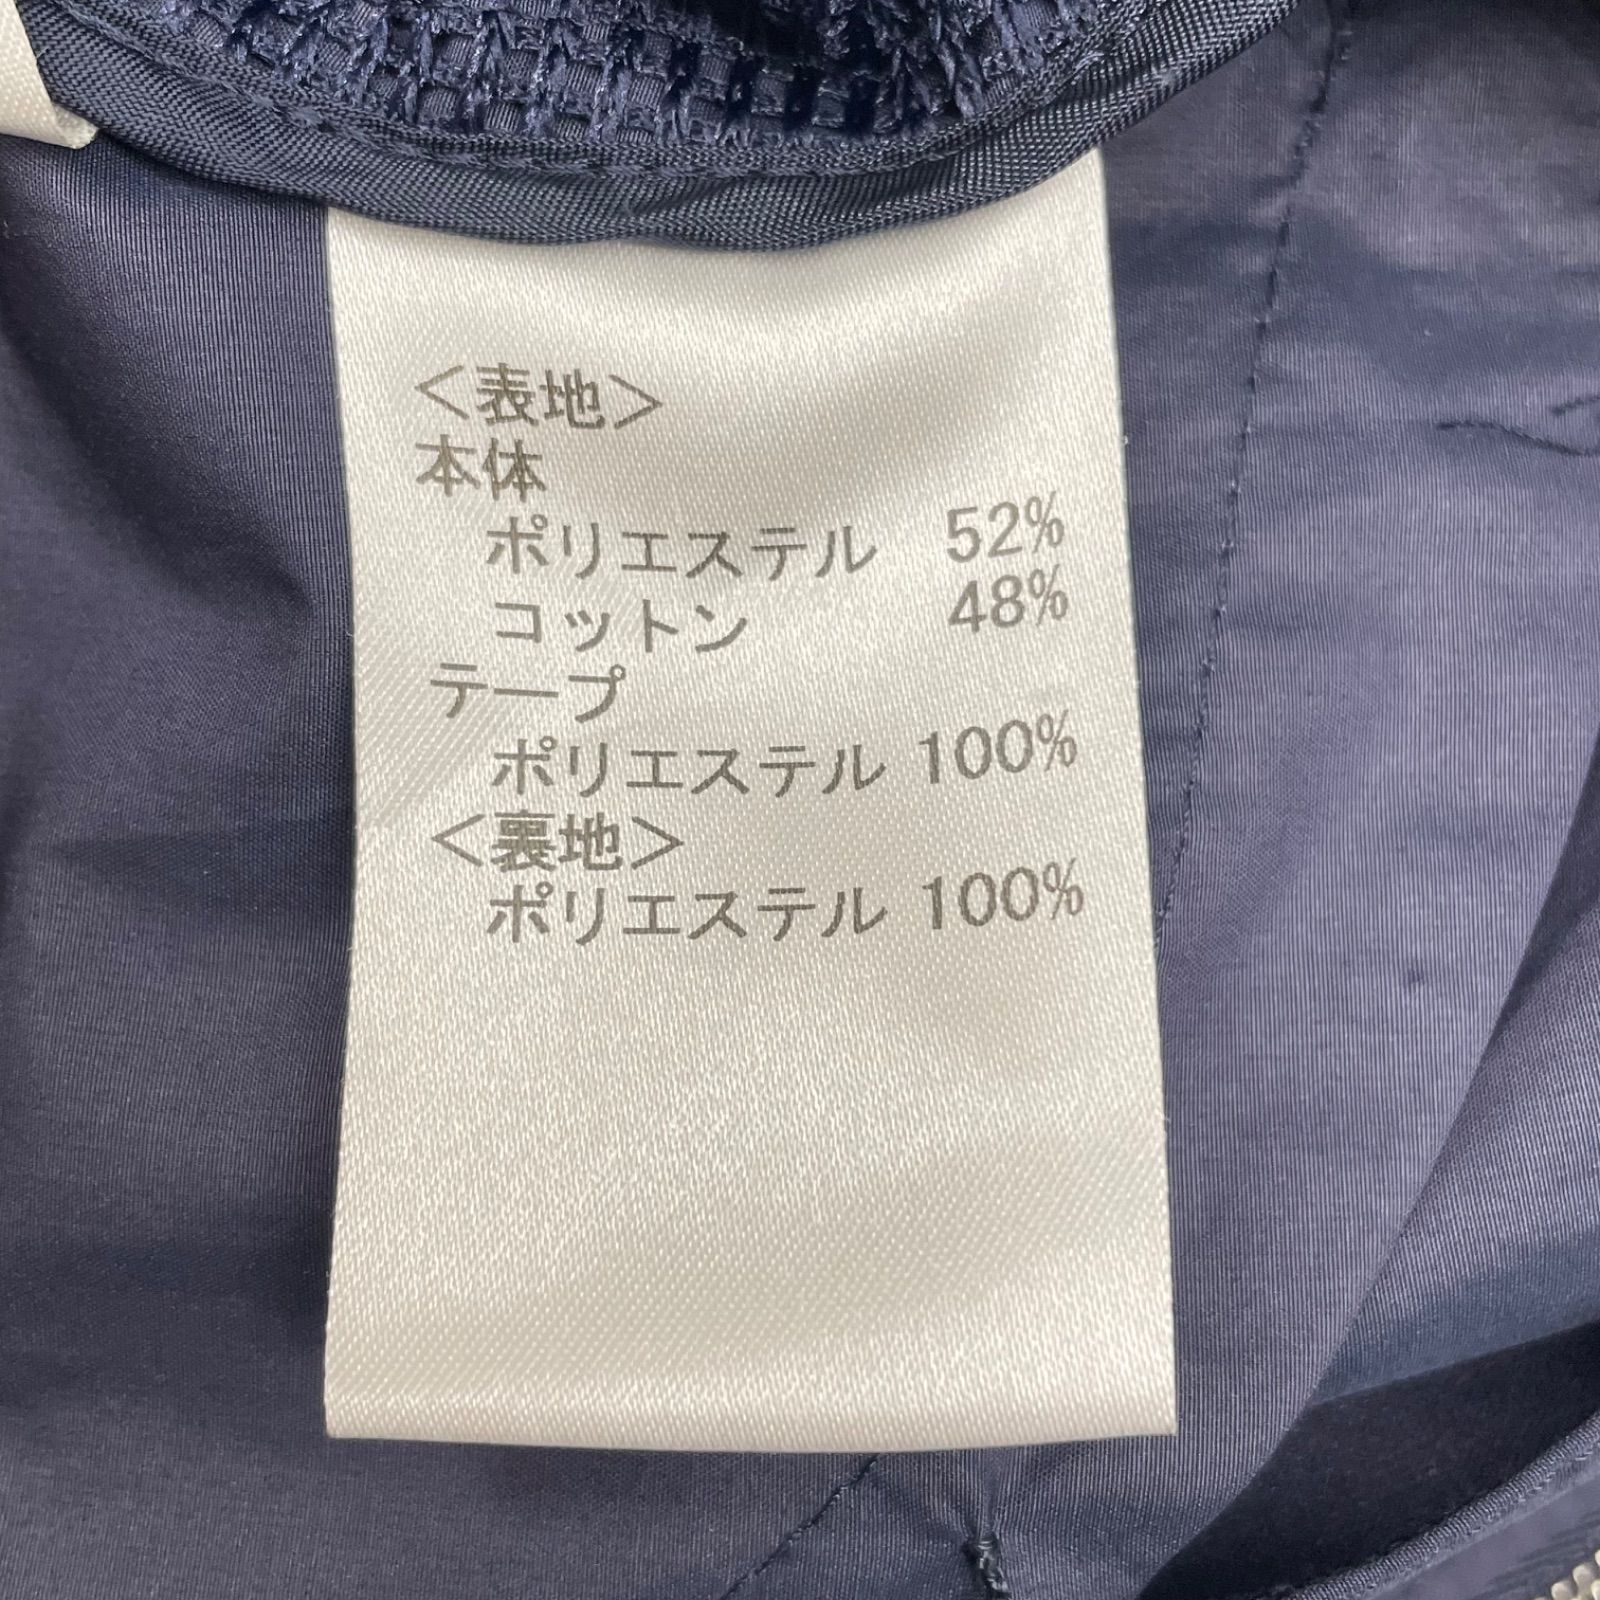 ＜表地＞
本体
ポリエステル 52%
コットン 48%
テープ
ポリエステル 100%
＜裏地＞
ポリエステル 100%